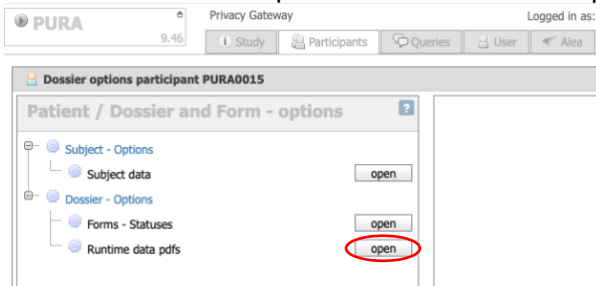 PURA
9.46
Privacy Gateway
Logged in as:
Study
Participants
Queries
User
Alea
Dossier options participant PURA0015
Patient / Dossier and Form - options
?
Subject - Options
Subject data
open
Dossier - Options
Forms - Statuses
open
Runtime data pdfs
open